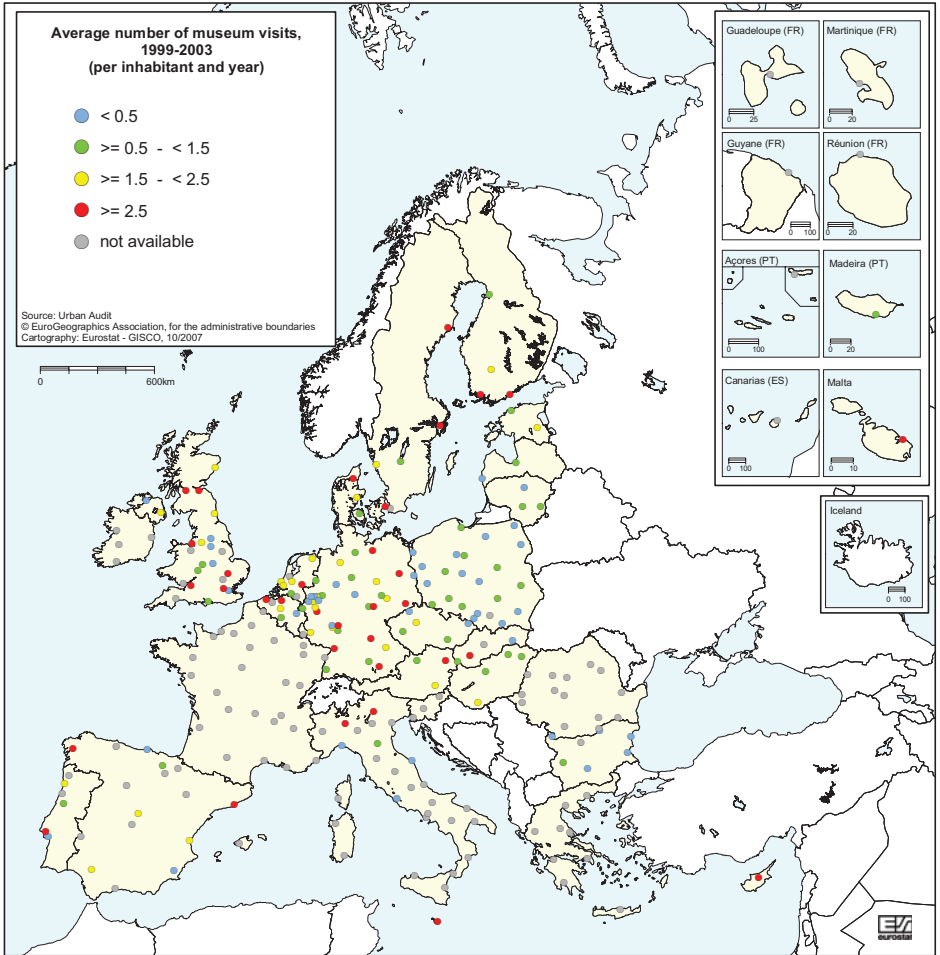 Average number of museum visits,
1999-2003
(per inhabitant and year)
< 0.5
>= 0.5 - < 1.5
>= 1.5 - < 2.5
>= 2.5
not available
Source: Urban Audit
© EuroGeographics Association, for the administrative boundaries
Cartography: Eurostat - GISCO, 10/2007
0 600km
Guadeloupe (FR)
0 25
Martinique (FR)
0 20
Guyane (FR)
0 100
Réunion (FR)
0 20
Açores (PT)
0 100
Madeira (PT)
0 20
Canarias (ES)
0 100
Malta
0 10
Iceland
0 100
eurostat